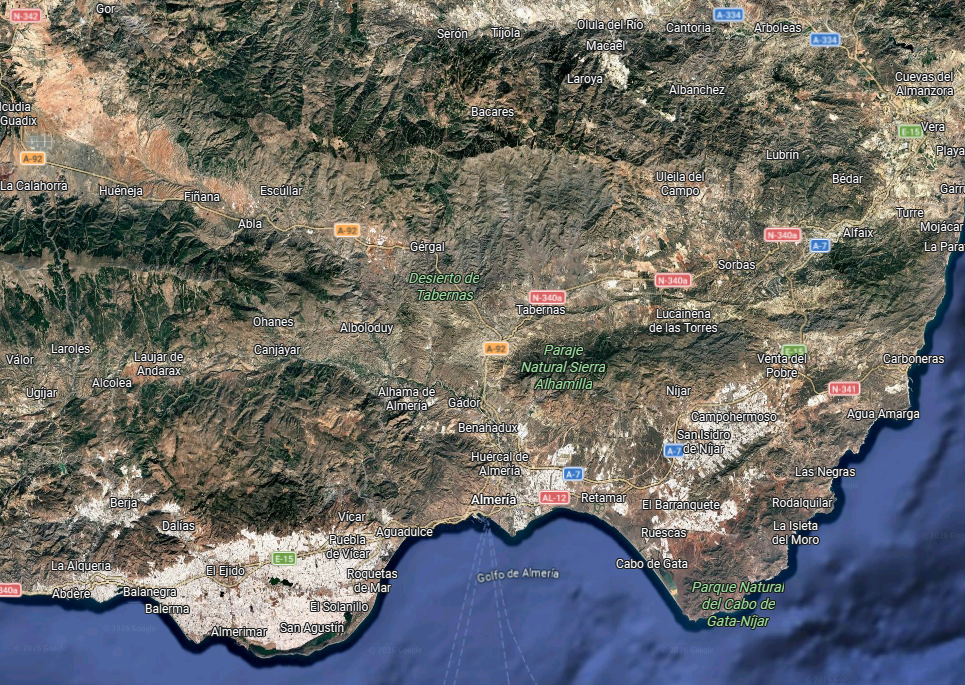 N-342
Gor
A-334
Olula del Río
Cantoria
Arboleas
Serón
Tíjola
A-334
Macael
Laroya
Cuevas del
Almanzora
Albanchez
lcudia
Guadix
Bacares
E-15
Vera
A-92
Playa
Lubrín
La Calahorra
Huéneja
Fiñana
Escúllar
Uleila del
Campo
Bédar
Garr
Turre
Abla
A-92
Mojácar
N-340a
A-7
Alfaix
La Para
Gérgal
Sorbas
Desierto de
Tabernas
N-340a
N-340a
Tabernas
Lucainena
de las Torres
Ohanes
Alboloduy
Canjáyar
A-92
Paraje
Natural Sierra
Alhamilla
Válor
Laroles
Laujar de
Andarax
Venta del
Pobre
Carboneras
Ugíjar
Alcolea
Alhama de
Almería
Gádor
Níjar
N-341
Campohermoso
Agua Amarga
Benahadux
San Isidro
de Níjar
A-7
Huércal de
Almería
A-7
Las Negras
Berja
Almería
AL-12
Retamar
El Barranquete
Rodalquilar
Dalías
Vícar
Aguadulce
Ruescas
La Isleta
del Moro
Puebla
de Vícar
E-15
La Alquería
El Ejido
Roquetas
de Mar
Golfo de Almería
Cabo de Gata
340a
Abdere
Balanegra
Balerma
El Solanillo
Parque Natural
del Cabo de
Gata-Níjar
Almerimar
San Agustín